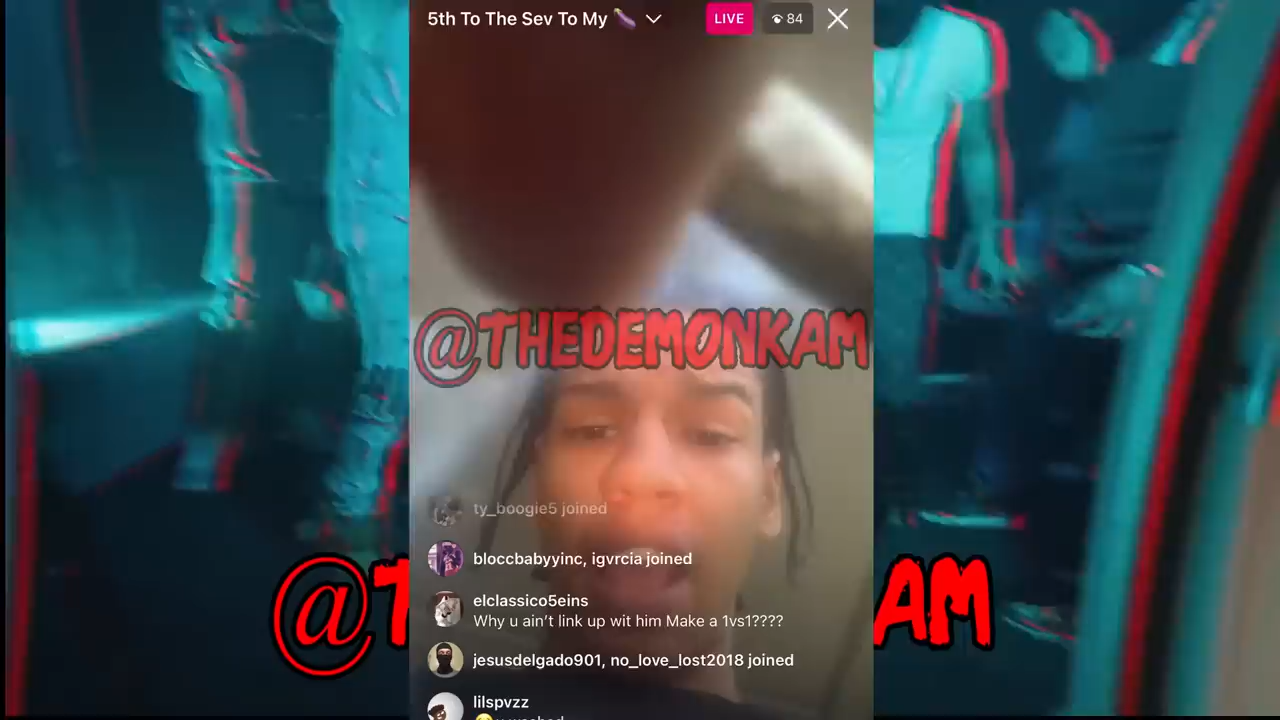 5th To The Sev To My 🍆
LIVE
84
@THEDEMONKAM
ty_boogie5 joined
bloccbabyyinc, igvrcia joined
elclassico5eins
Why u ain't link up wit him Make a 1vs1????
jesusdelgado901, no_love_lost2018 joined
@T
AM
lilspvzz